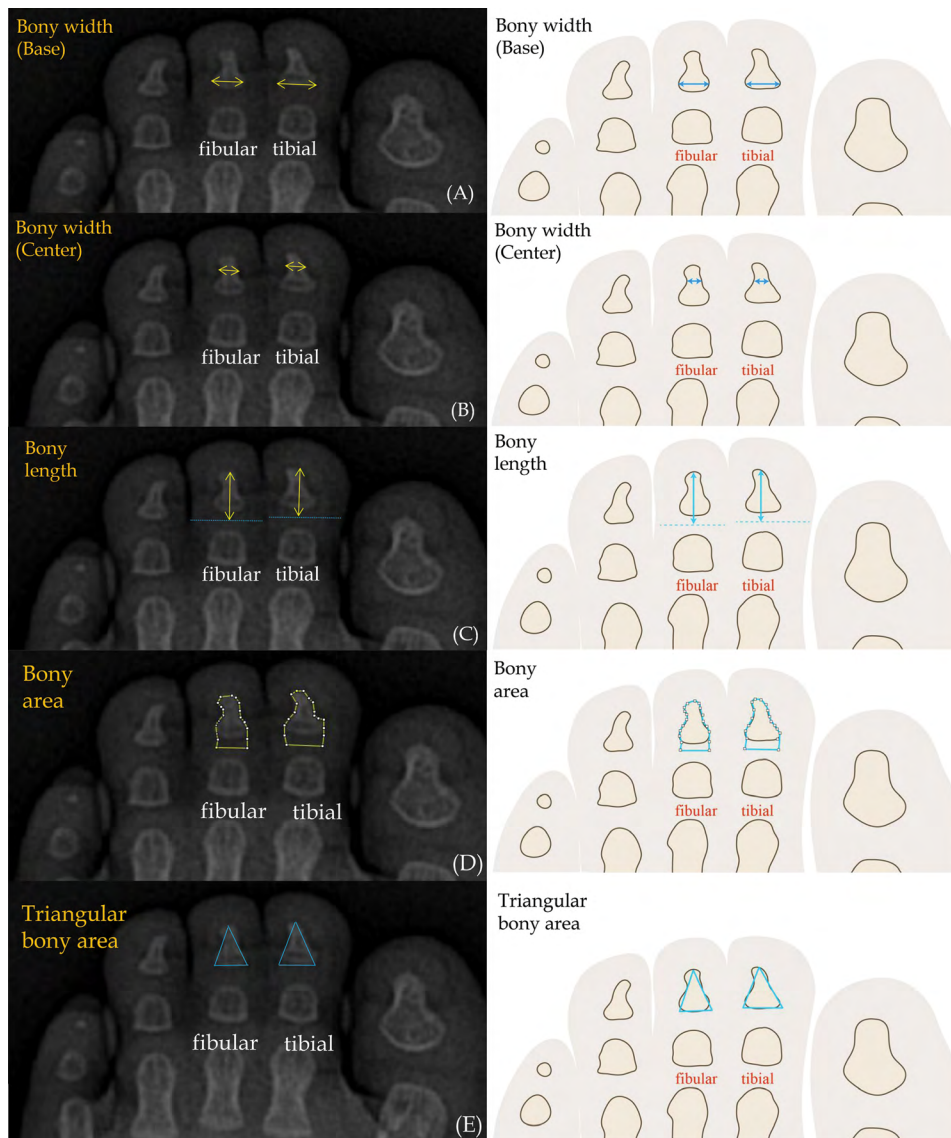 Bony width
(Base)
fibular
tibial
(A)
Bony width
(Base)
fibular
tibial
Bony width
(Center)
fibular
tibial
(B)
Bony width
(Center)
fibular
tibial
Bony
length
fibular
tibial
(C)
Bony
length
fibular
tibial
Bony
area
fibular
tibial
(D)
Bony
area
fibular
tibial
Triangular
bony area
fibular
tibial
(E)
Triangular
bony area
fibular
tibial